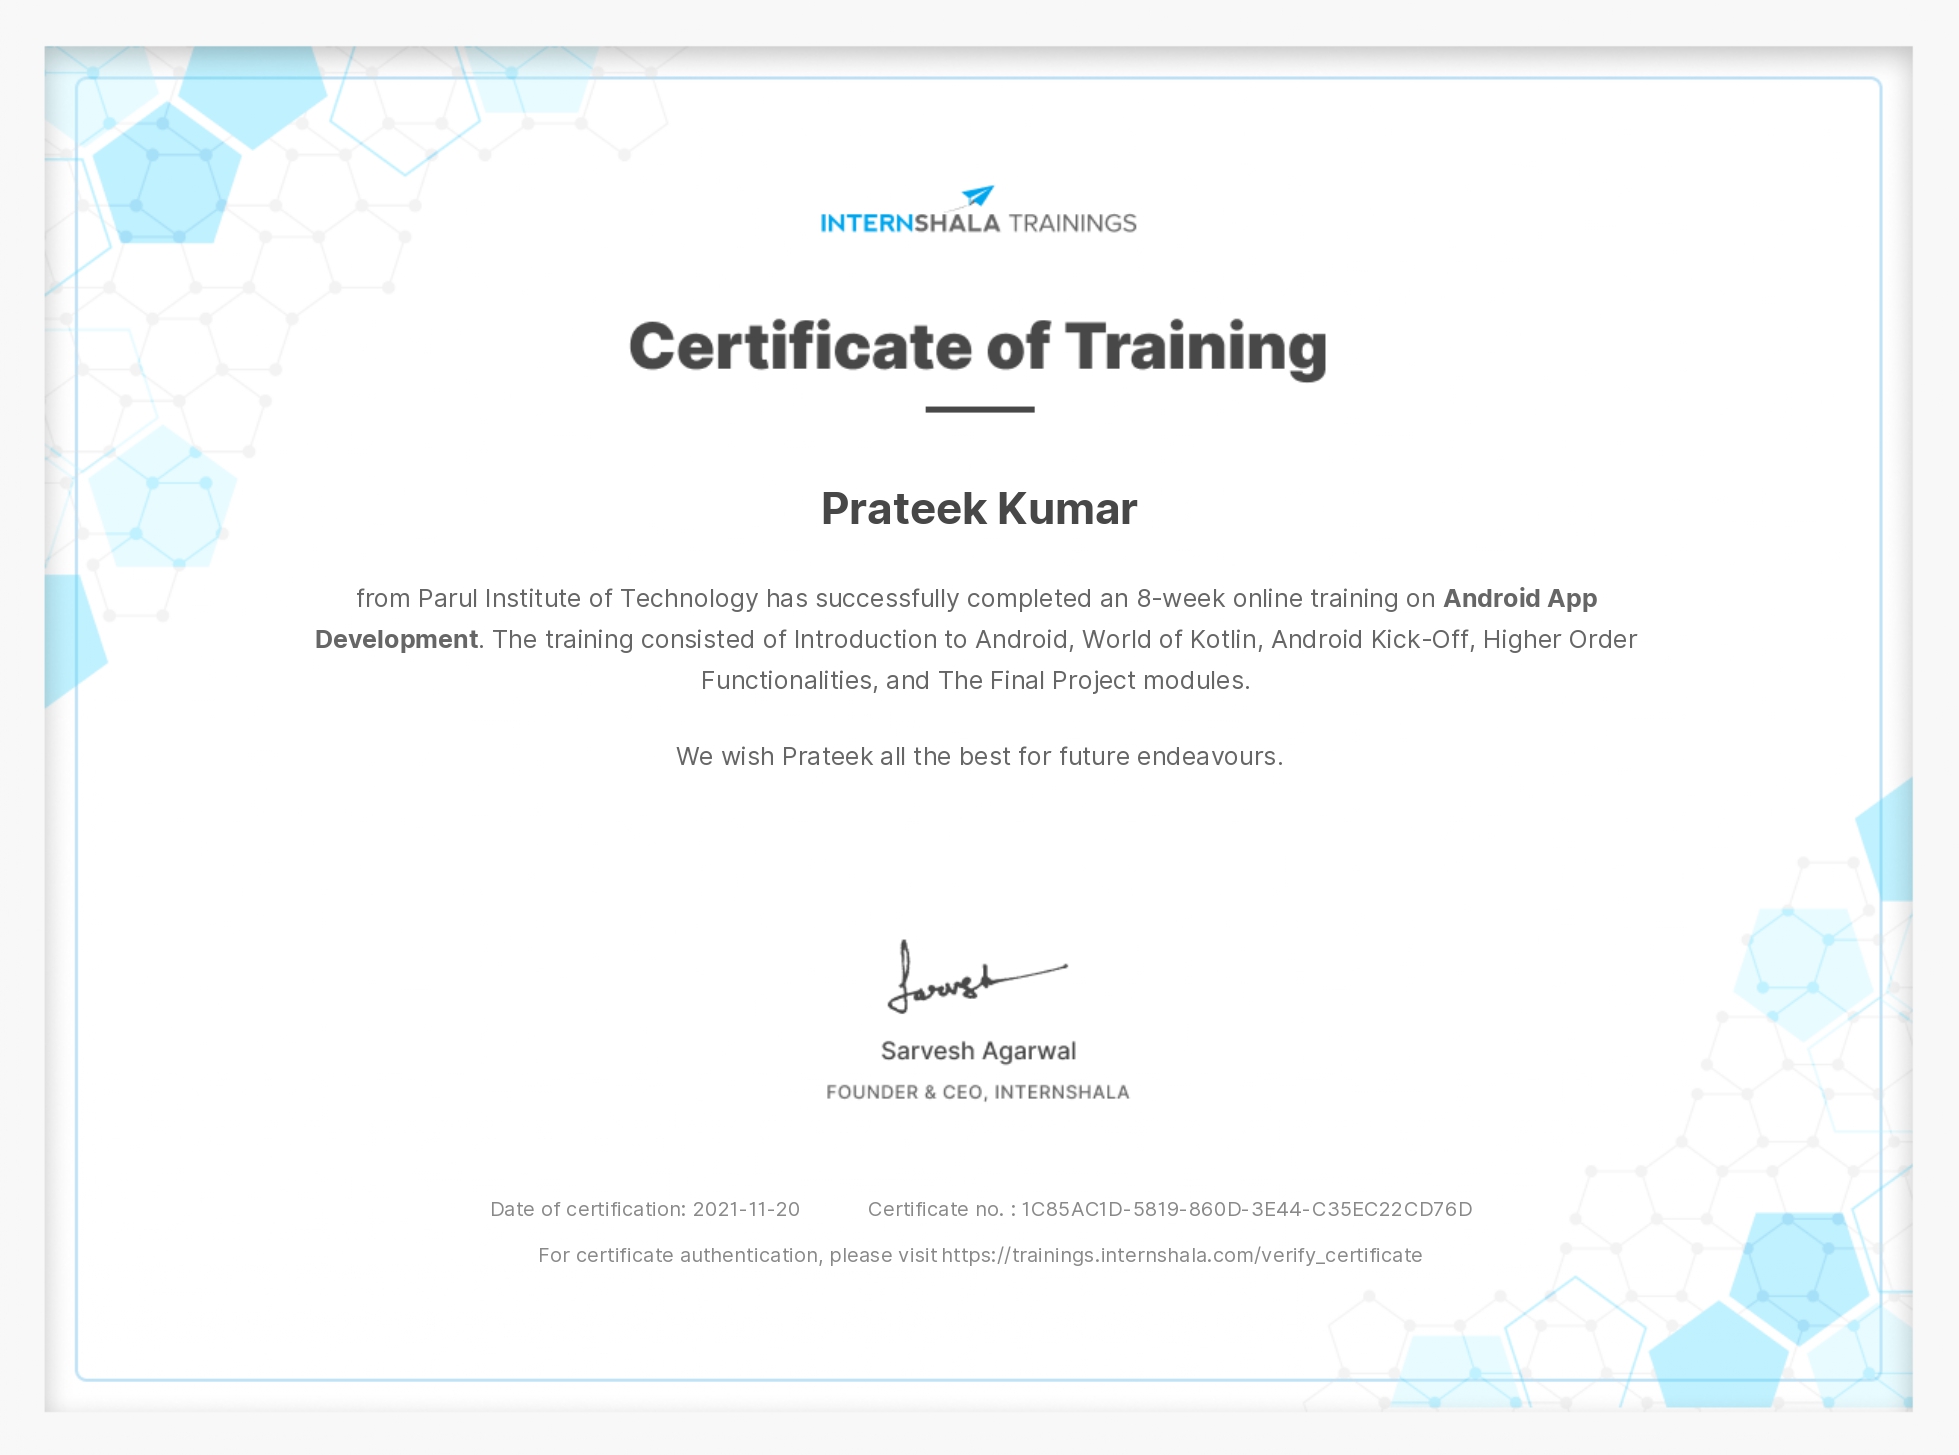 INTERNSHALA TRAININGS
Certificate of Training
Prateek Kumar
from Parul Institute of Technology has successfully completed an 8-week online training on Android App
Development. The training consisted of Introduction to Android, World of Kotlin, Android Kick-Off, Higher Order
Functionalities, and The Final Project modules.
We wish Prateek all the best for future endeavours.
Sarvesh
Sarvesh Agarwal
FOUNDER & CEO, INTERNSHALA
Date of certification: 2021-11-20 Certificate no. : 1C85AC1D-5819-860D-3E44-C35EC22CD76D
For certificate authentication, please visit https://trainings.internshala.com/verify_certificate